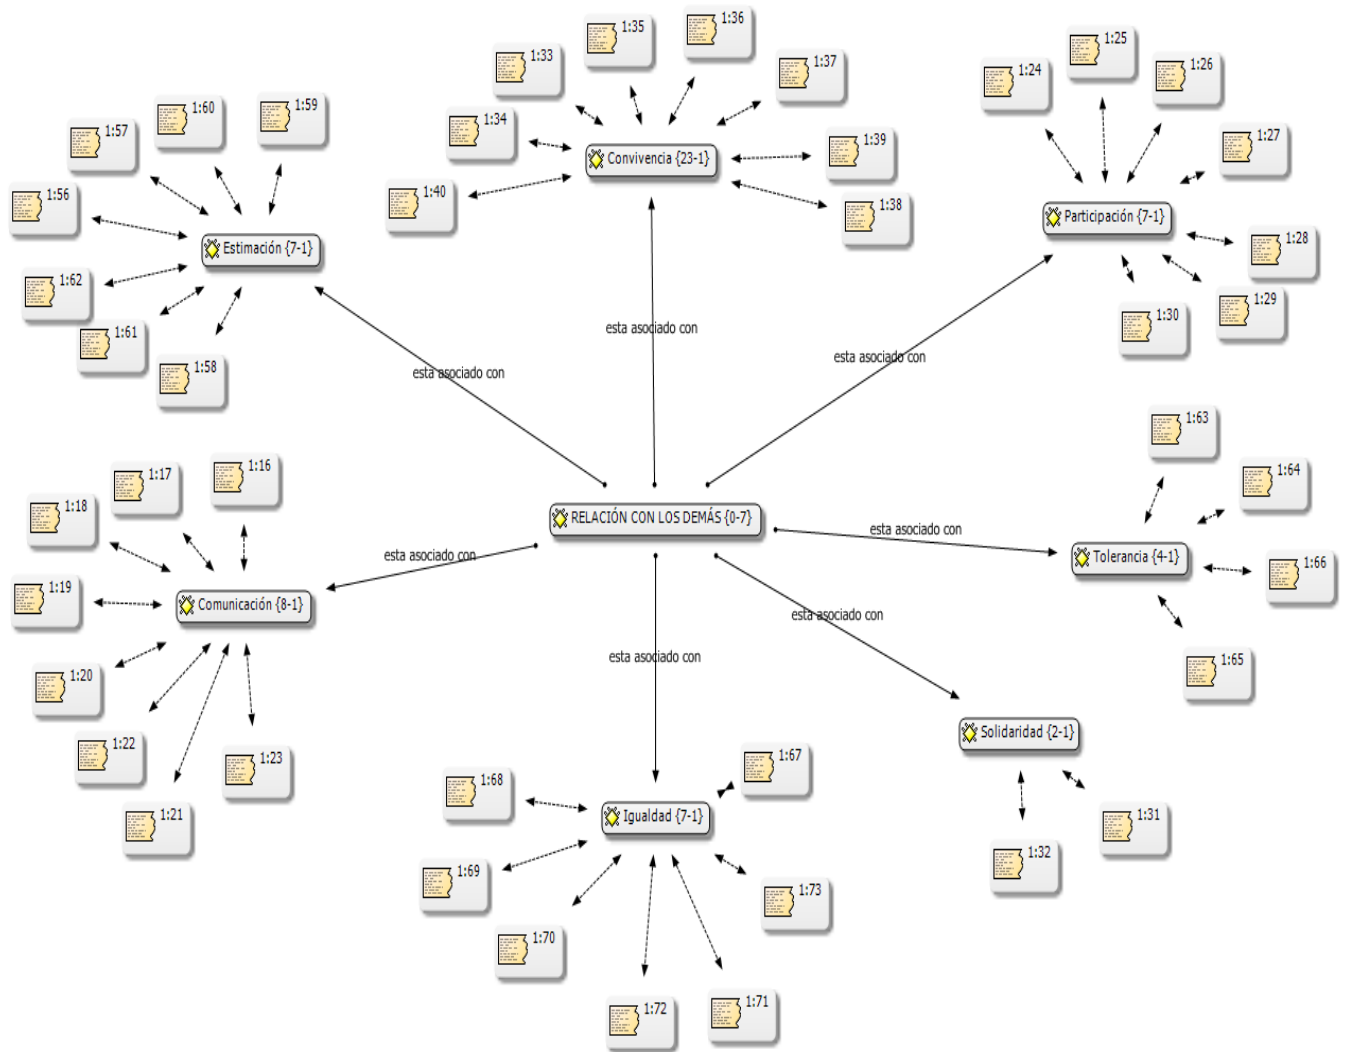 1:35
1:36
1:33
1:37
1:34
1:39
1:40
1:38
Convivencia {23-1}
1:25
1:24
1:26
1:27
Participación {7-1}
1:28
1:29
1:30
1:60
1:59
1:57
1:56
Estimación {7-1}
1:62
1:61
1:58
esta asociado con
esta asociado con
esta asociado con
RELACIÓN CON LOS DEMÁS {0-7}
esta asociado con
esta asociado con
esta asociado con
esta asociado con
1:63
1:64
Tolerancia {4-1}
1:66
1:65
1:16
1:17
1:18
1:19
Comunicación {8-1}
1:20
1:22
1:23
1:21
Solidaridad {2-1}
1:31
1:32
1:67
1:68
Igualdad {7-1}
1:69
1:73
1:70
1:72
1:71